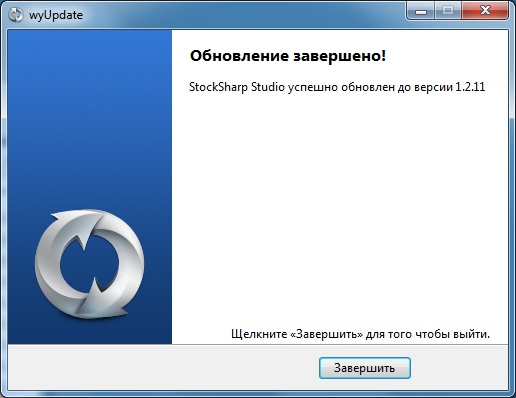 wyUpdate
Обновление завершено!
StockSharp Studio успешно обновлен до версии 1.2.11
Щелкните «Завершить» для того чтобы выйти.
Завершить